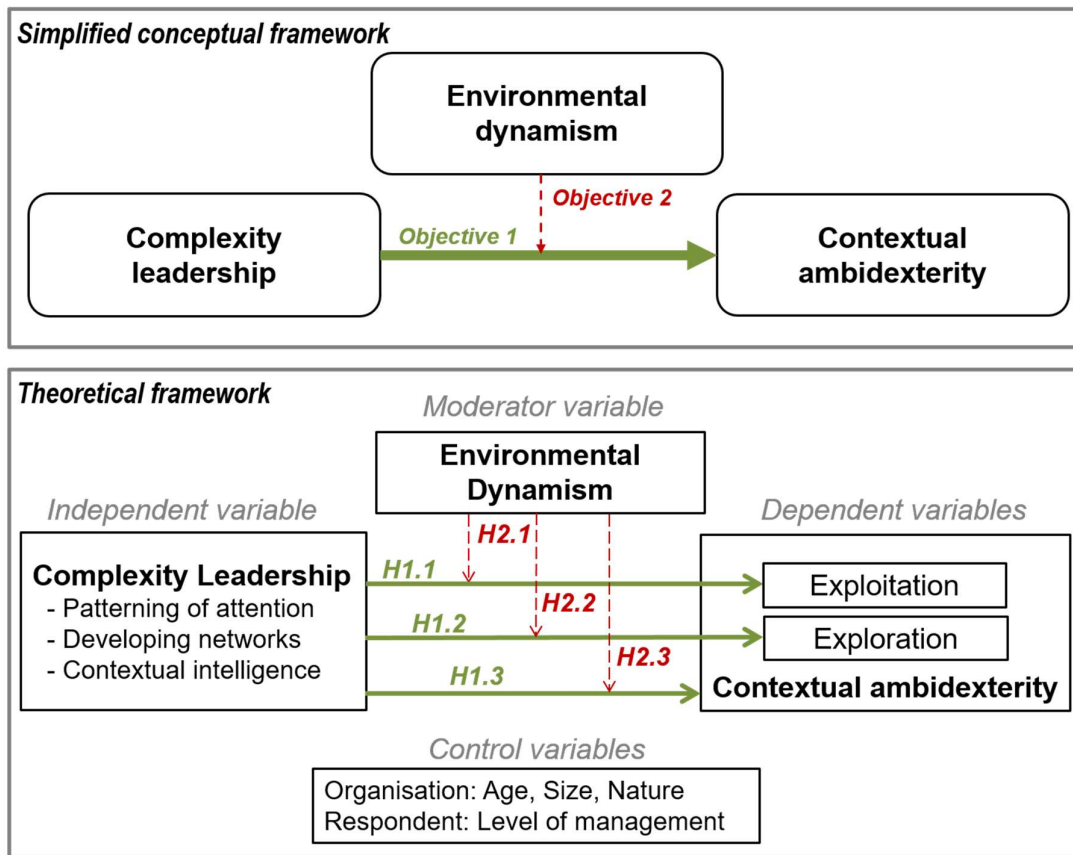 Simplified conceptual framework
Environmental
dynamism
Objective 2
Complexity
leadership
Objective 1
Contextual
ambidexterity
Theoretical framework
Moderator variable
Environmental
Dynamism
Independent variable
Dependent variables
Complexity Leadership
- Patterning of attention
- Developing networks
- Contextual intelligence
H2.1
H1.1
H2.2
H1.2
H2.3
H1.3
Exploitation
Exploration
Contextual ambidexterity
Control variables
Organisation: Age, Size, Nature
Respondent: Level of management